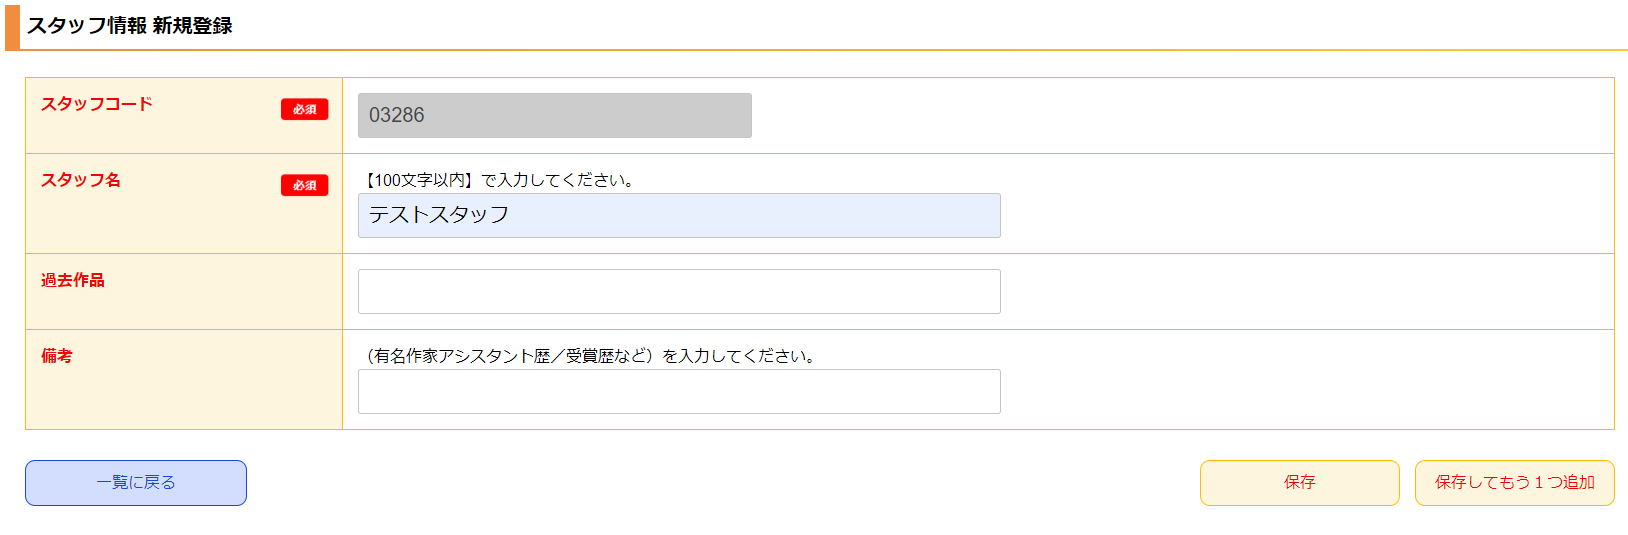 スタッフ情報 新規登録
スタッフコード 必須
03286
スタッフ名 必須
【100文字以内】で入力してください。
テストスタッフ
過去作品
備考
（有名作家アシスタント歴／受賞歴など）を入力してください。
一覧に戻る
保存
保存してもう１つ追加